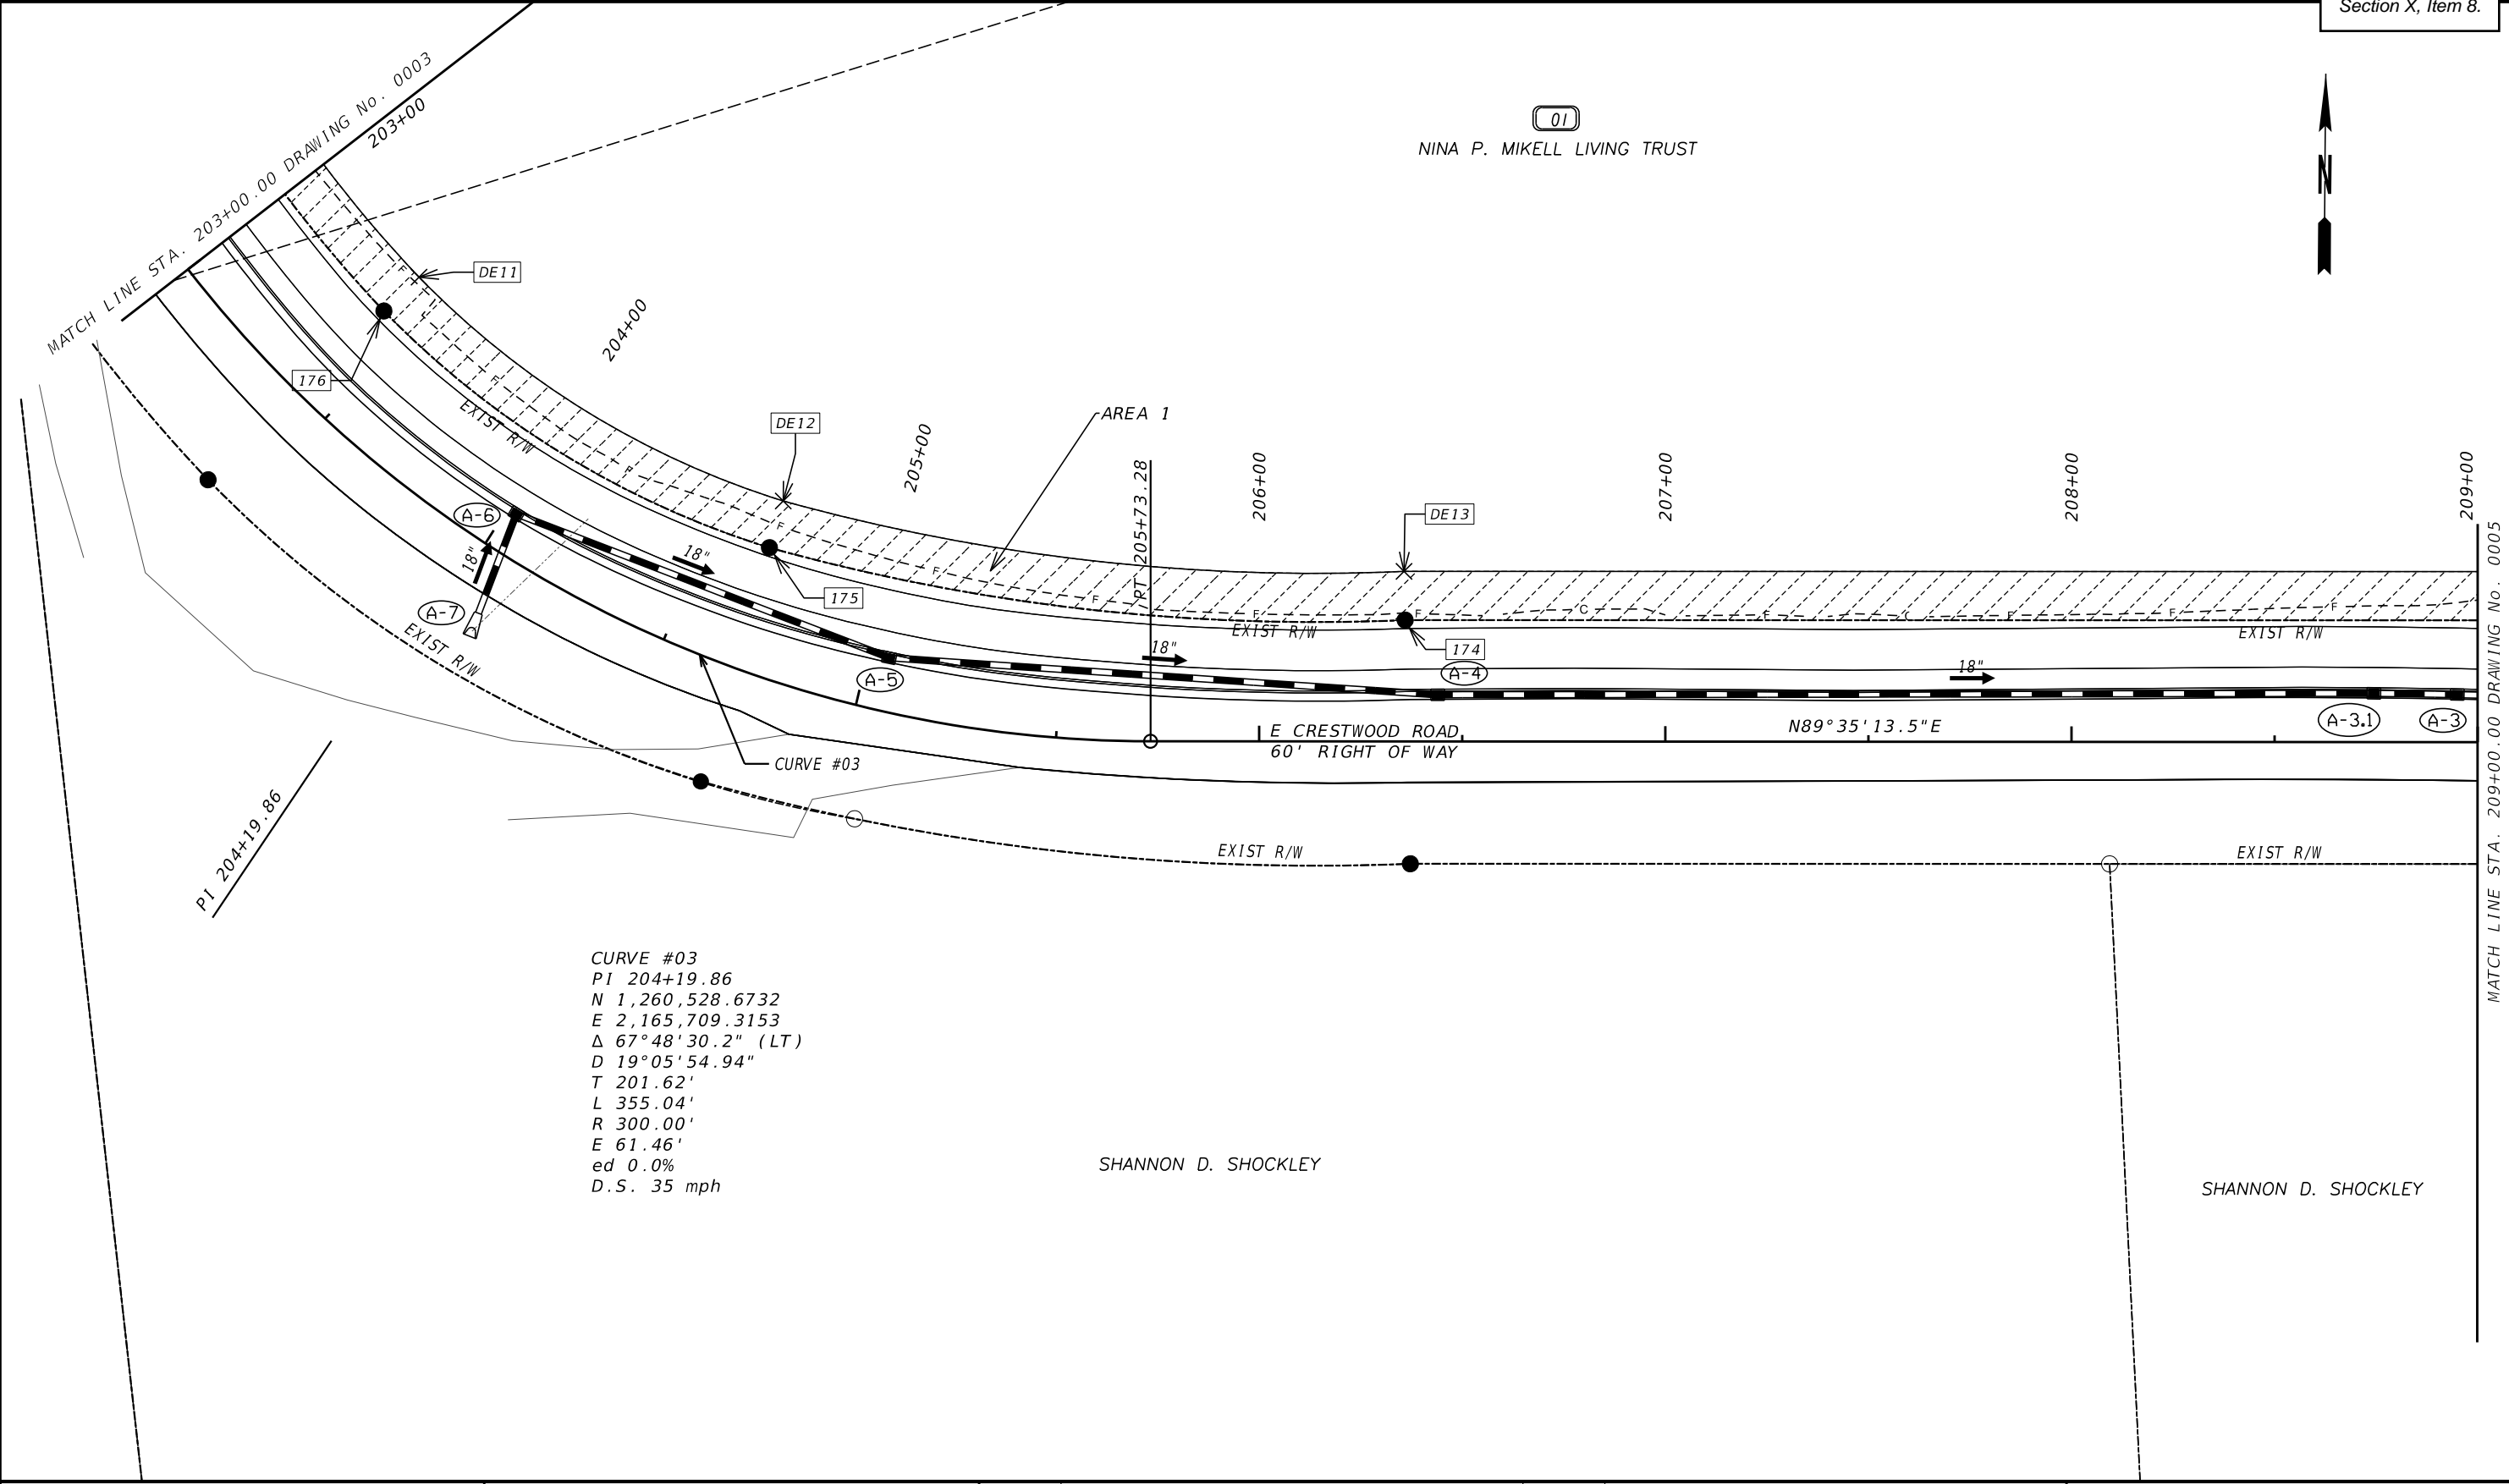 Section X, Item 8.
MATCH LINE STA. 203+00.00 DRAWING No. 0003
203+00
01
NINA P. MIKELL LIVING TRUST
N
DE11
176
204+00
EXIST R/W
DE12
205+00
AREA 1
PT 205+73.28
206+00
207+00
208+00
209+00
DE13
F
F
F
F
F
F
F
F
C
F
C
F
F
F
A-6
18"
18"
175
A-7
EXIST R/W
EXIST R/W
EXIST R/W
174
18"
A-4
18"
A-5
A-3.1
A-3
E CRESTWOOD ROAD
60' RIGHT OF WAY
N89°35'13.5"E
CURVE #03
PI 204+19.86
EXIST R/W
EXIST R/W
MATCH LINE STA. 209+00.00 DRAWING No. 0005
CURVE #03
PI 204+19.86
N 1,260,528.6732
E 2,165,709.3153
Δ 67°48'30.2" (LT)
D 19°05'54.94"
T 201.62'
L 355.04'
R 300.00'
E 61.46'
ed 0.0%
D.S. 35 mph
SHANNON D. SHOCKLEY
SHANNON D. SHOCKLEY